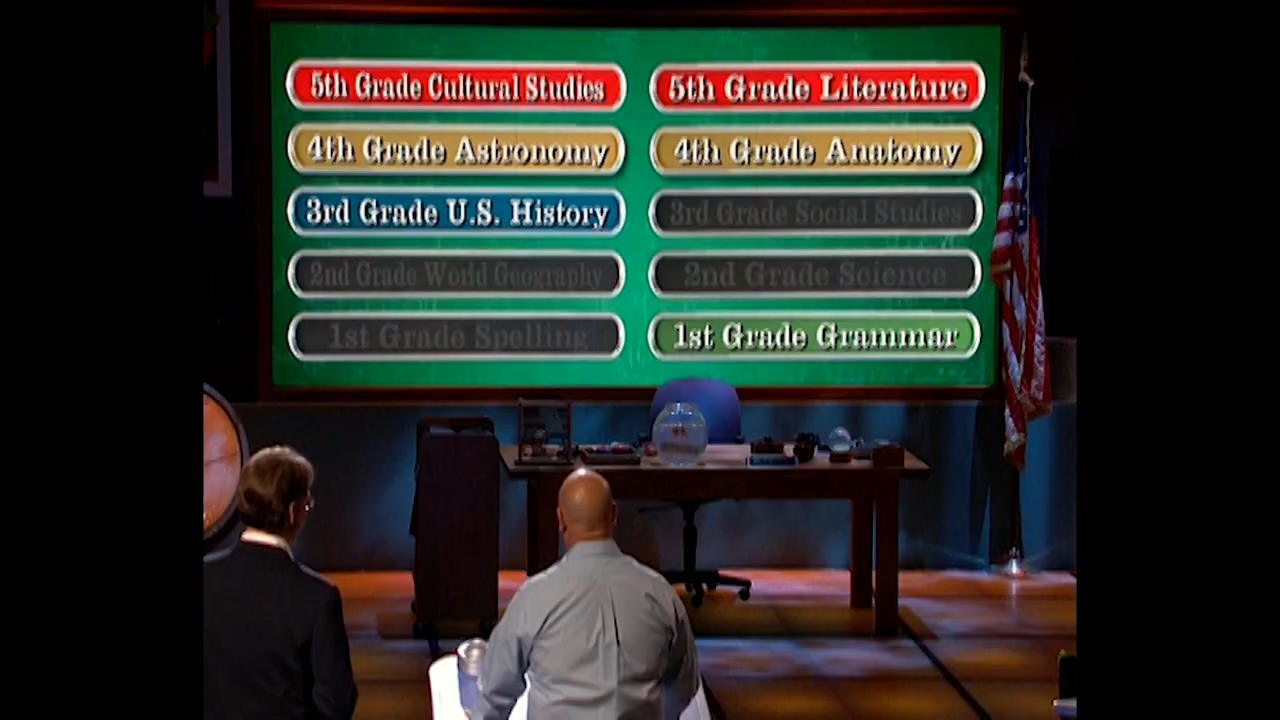 5th Grade Cultural Studies
5th Grade Literature
4th Grade Astronomy
4th Grade Anatomy
3rd Grade U.S. History
3rd Grade Social Studies
2nd Grade World Geography
2nd Grade Science
1st Grade Spelling
1st Grade Grammar